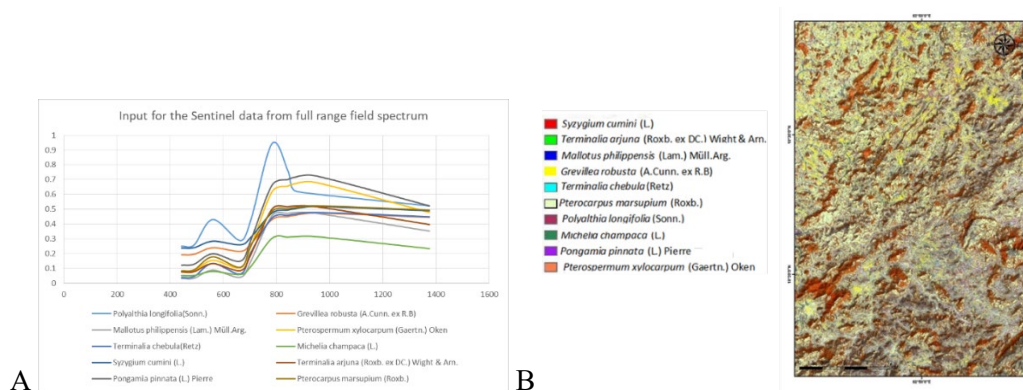 Input for the Sentinel data from full range field spectrum
1
0.9
0.8
0.7
0.6
0.5
0.4
0.3
0.2
0.1
0
0 200 400 600 800 1000 1200 1400 1600
Polyalthia longifolia(Sonn.) Grevillea robusta (A.Cunn. ex R.B)
Mallotus philippensis (Lam.) Müll.Arg. Pterospermum xylocarpum (Gaertn.) Oken
Terminalia chebula(Retz) Michelia champaca (L.)
Syzygium cumini (L.) Terminalia arjuna (Roxb. ex DC.) Wight & Arn.
Pongamia pinnata (L.) Pierre Pterocarpus marsupium (Roxb.)
A
Syzygium cumini (L.)
Terminalia arjuna (Roxb. ex DC.) Wight & Arn.
Mallotus philippensis (Lam.) Müll.Arg.
Grevillea robusta (A.Cunn. ex R.B)
Terminalia chebula (Retz)
Pterocarpus marsupium (Roxb.)
Polyalthia longifolia (Sonn.)
Michelia champaca (L.)
Pongamia pinnata (L.) Pierre
Pterospermum xylocarpum (Gaertn.) Oken
B